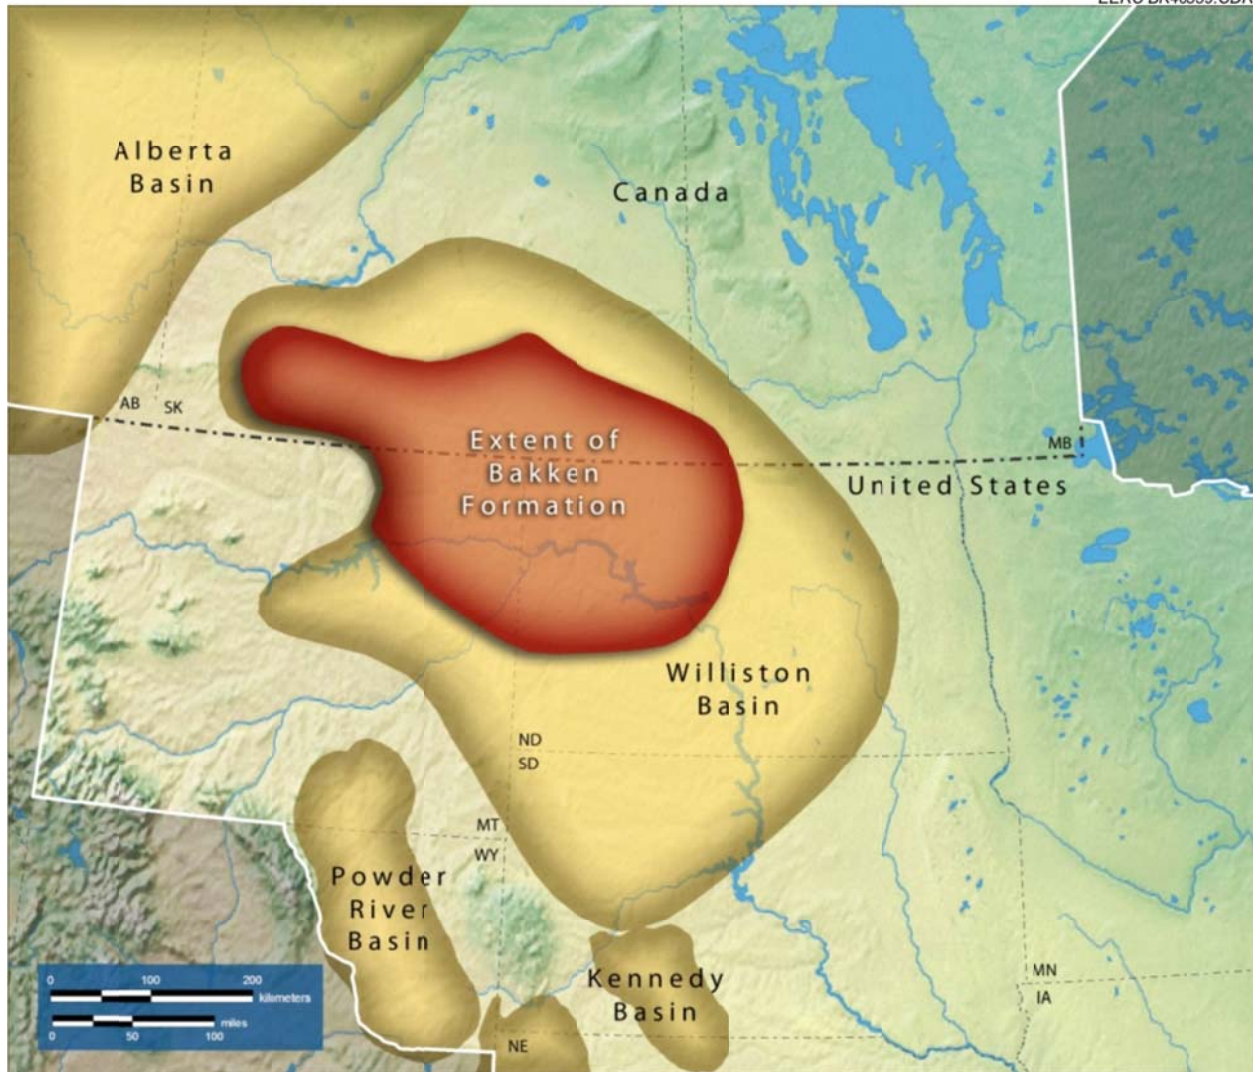 Alberta
Basin
Canada
AB
SK
Extent of
Bakken
Formation
MB
United States
Williston
Basin
ND
SD
MT
WY
Powder
River
Basin
Kennedy
Basin
MN
IA
NE
0 100 200
kilometers
miles
0 50 100